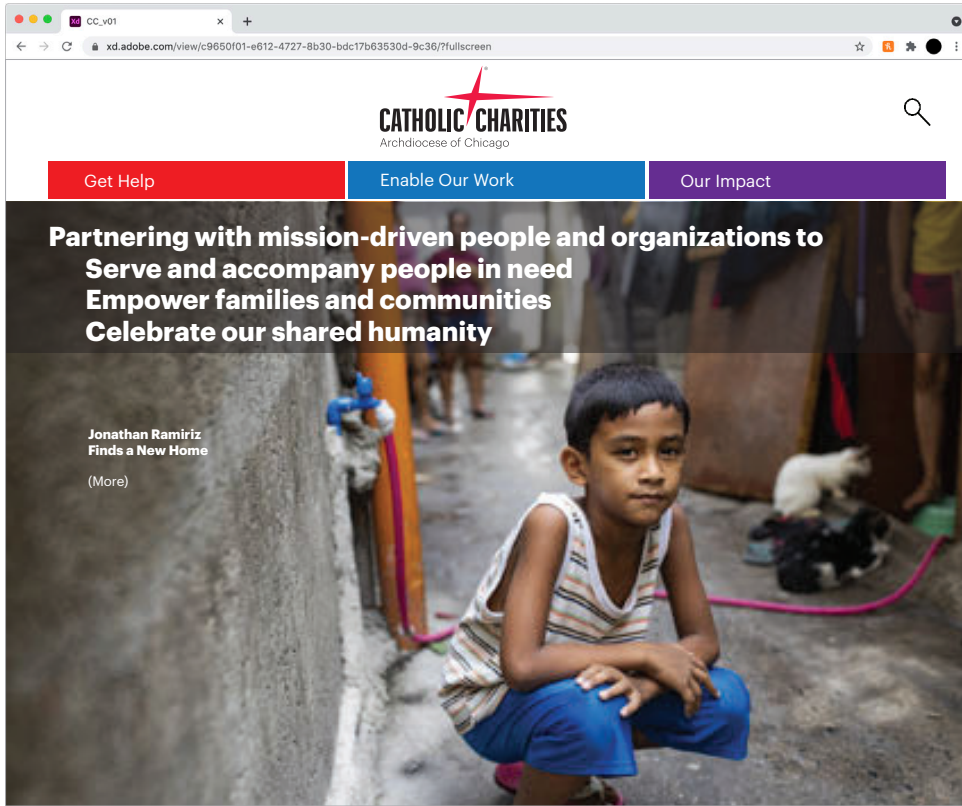 CC_v01
xd.adobe.com/view/c9650f01-e612-4727-8b30-bdc17b63530d-9c36/?fullscreen
CATHOLIC CHARITIES
Archdiocese of Chicago
Get Help
Enable Our Work
Our Impact
Partnering with mission-driven people and organizations to
Serve and accompany people in need
Empower families and communities
Celebrate our shared humanity
Jonathan Ramiriz
Finds a New Home
(More)